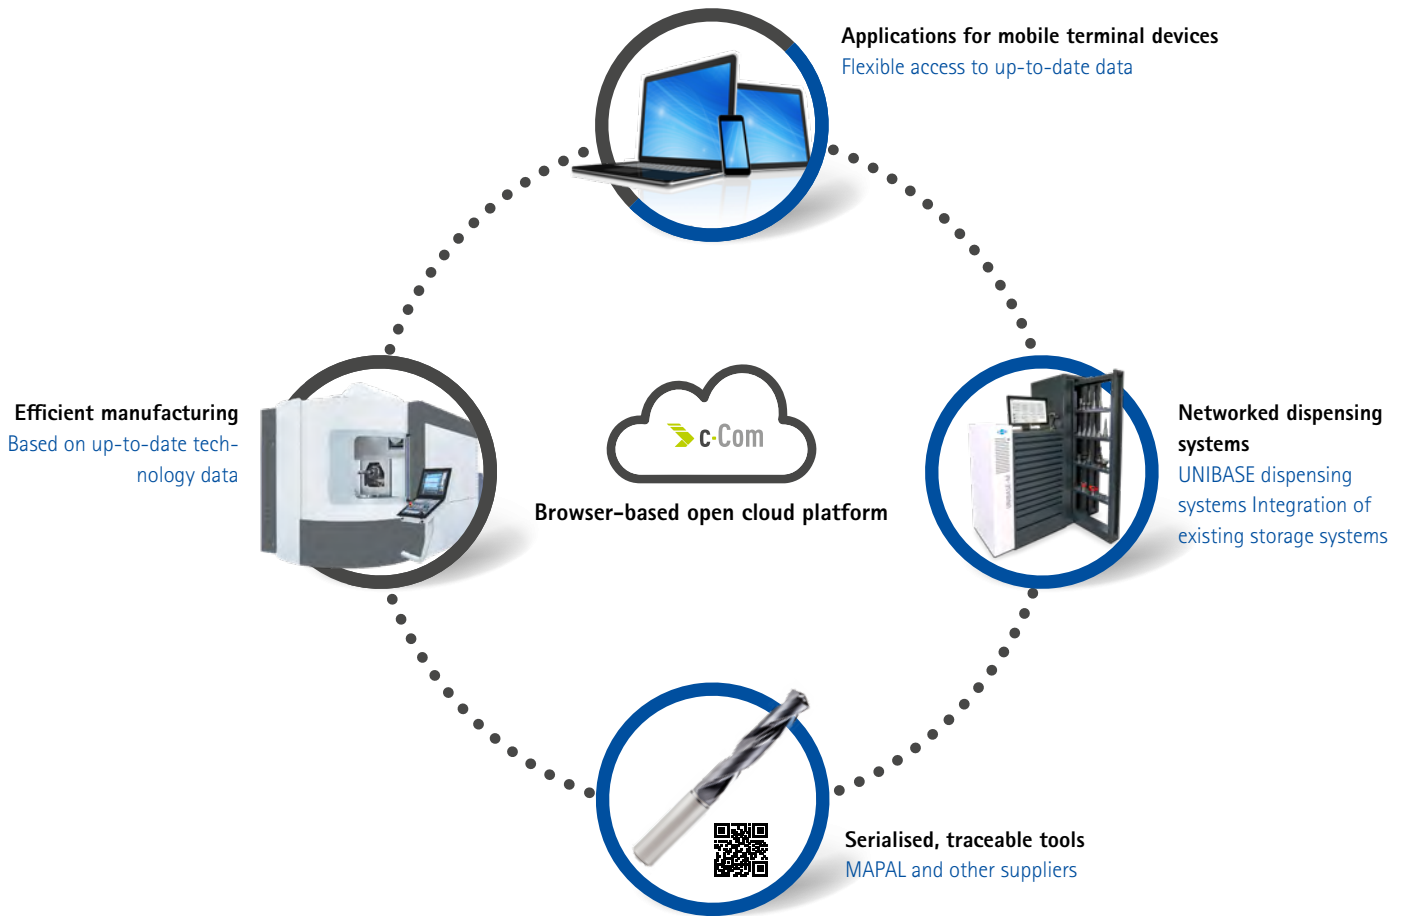 Applications for mobile terminal devices
Flexible access to up-to-date data
Efficient manufacturing
Based on up-to-date tech-
nology data
c-Com
Browser-based open cloud platform
Networked dispensing
systems
UNIBASE dispensing
systems Integration of
existing storage systems
Serialised, traceable tools
MAPAL and other suppliers